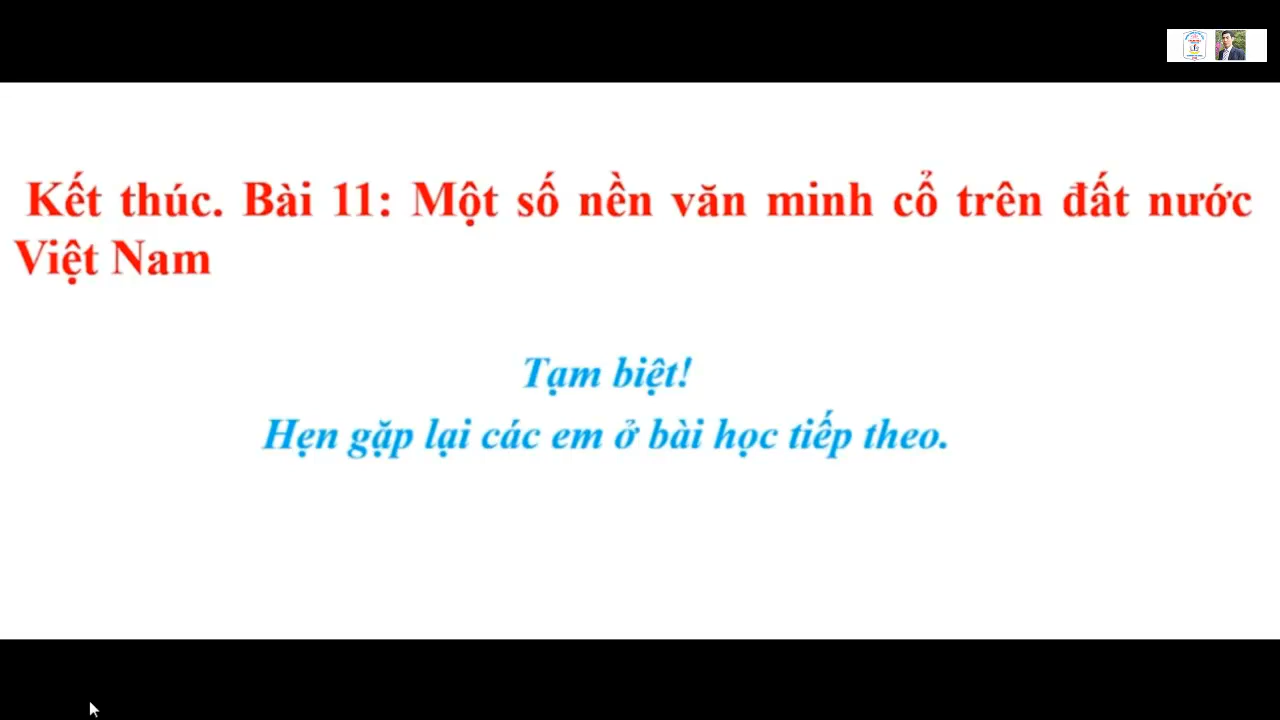 Kết thúc. Bài 11: Một số nền văn minh cổ trên đất nước
Việt Nam
Tạm biệt!
Hẹn gặp lại các em ở bài học tiếp theo.